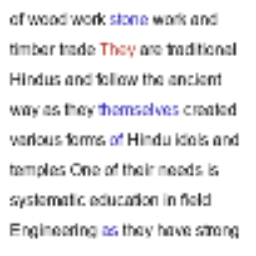 of wood work stone work and
timber trade They are traditional
Hindus and follow the ancient
way as they themselves created
various forms of Hindu idols and
temples One of their needs is
systematic education in field
Engineering as they have strong